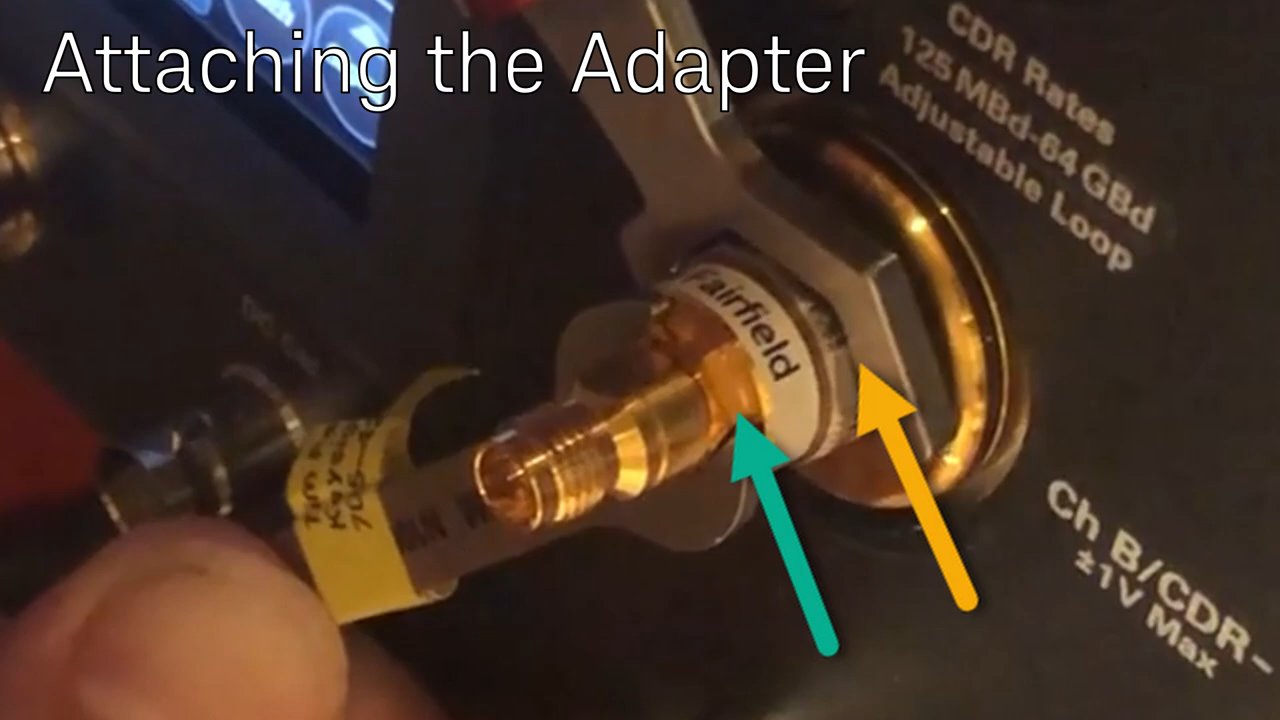 Attaching the Adapter
CDR Rates
125 MBd-64 GBd
Adjustable Loop
Fairfield
Ch B/CDR-
±1V Max